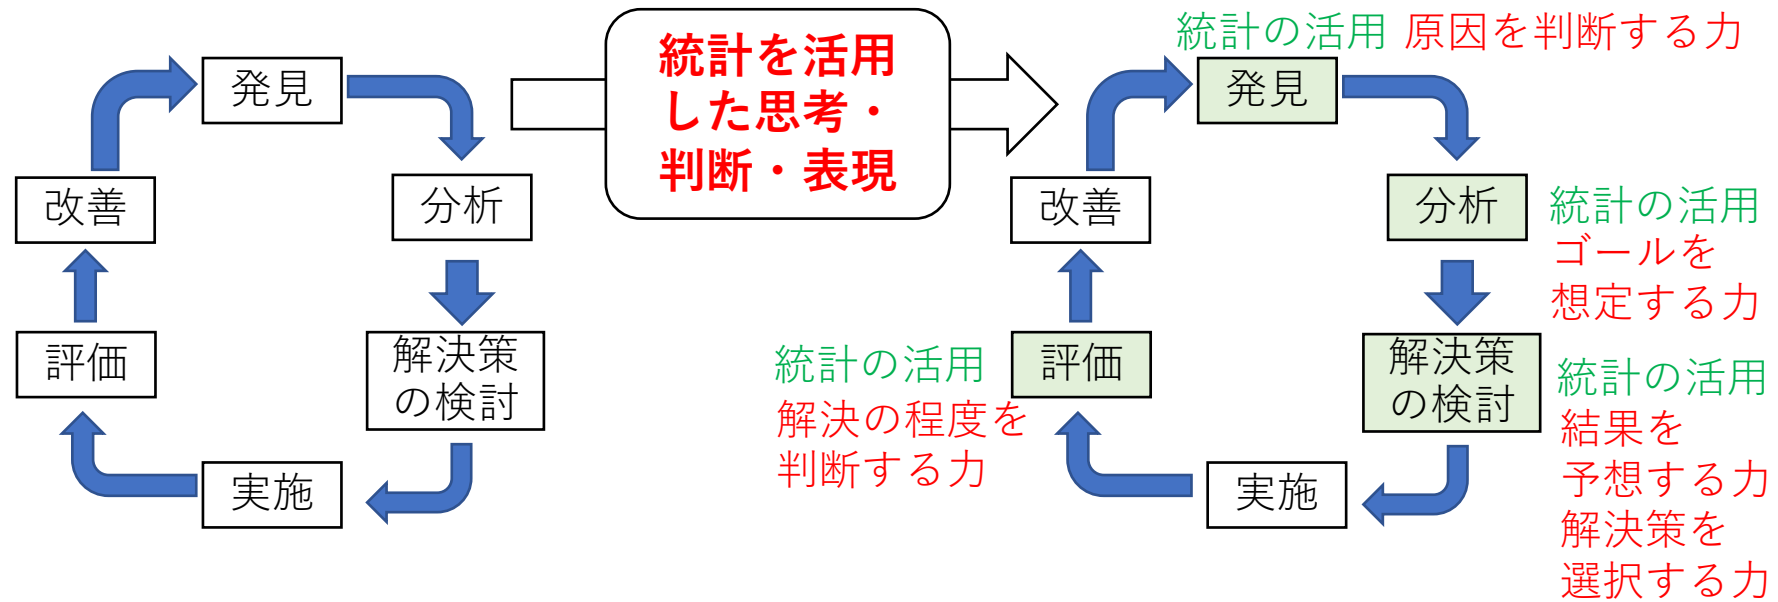 発見
分析
解決策
の検討
実施
評価
改善
統計を活用
した思考・
判断・表現
統計の活用 原因を判断する力
発見
分析
統計の活用
ゴールを
想定する力
解決策
の検討
統計の活用
結果を
予想する力
解決策を
選択する力
実施
評価
統計の活用
解決の程度を
判断する力
改善